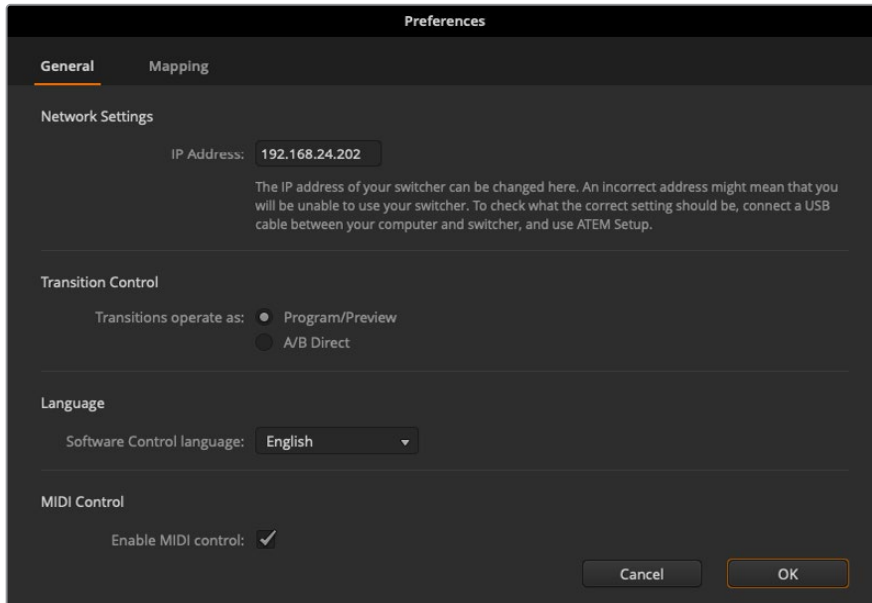 Preferences
General Mapping
Network Settings
IP Address: 192.168.24.202
The IP address of your switcher can be changed here. An incorrect address might mean that you
will be unable to use your switcher. To check what the correct setting should be, connect a USB
cable between your computer and switcher, and use ATEM Setup.
Transition Control
Transitions operate as: Program/Preview
A/B Direct
Language
Software Control language: English
MIDI Control
Enable MIDI control:
Cancel OK